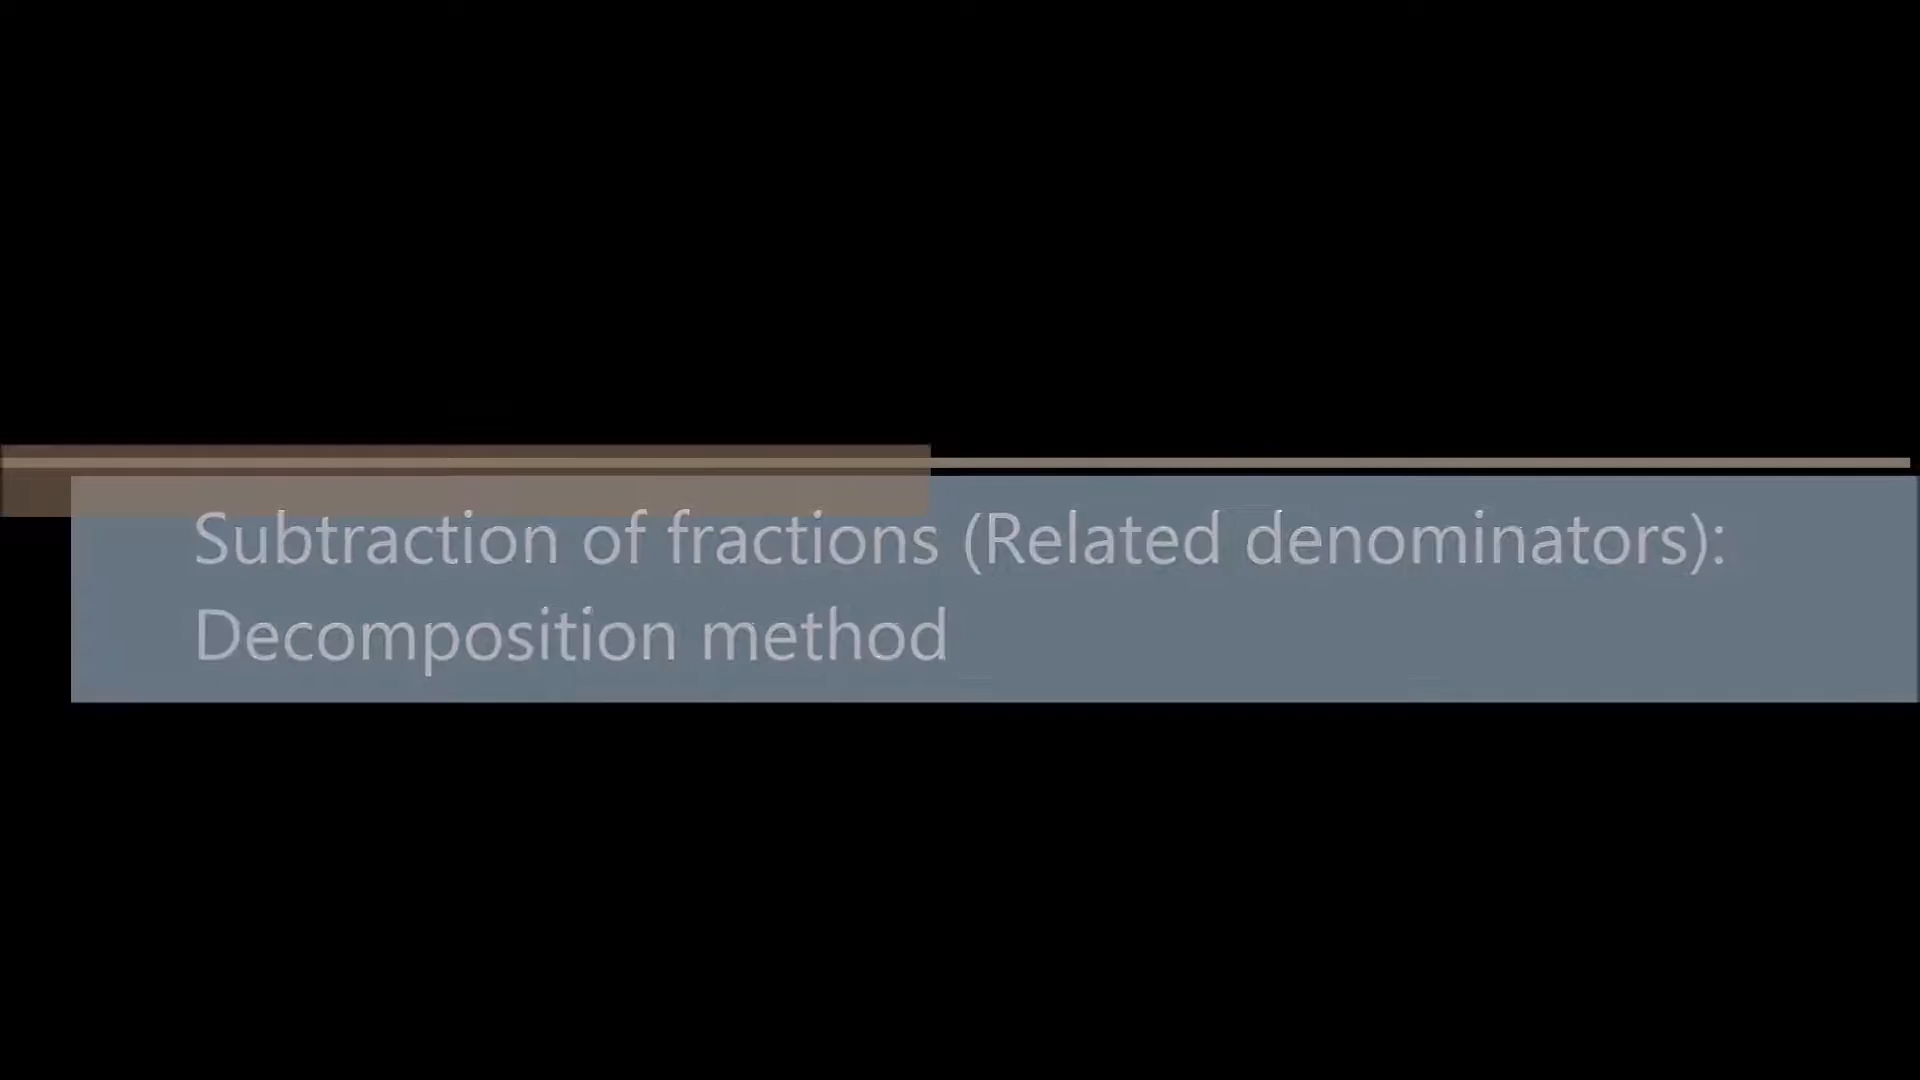 Subtraction of fractions (Related denominators):
Decomposition method